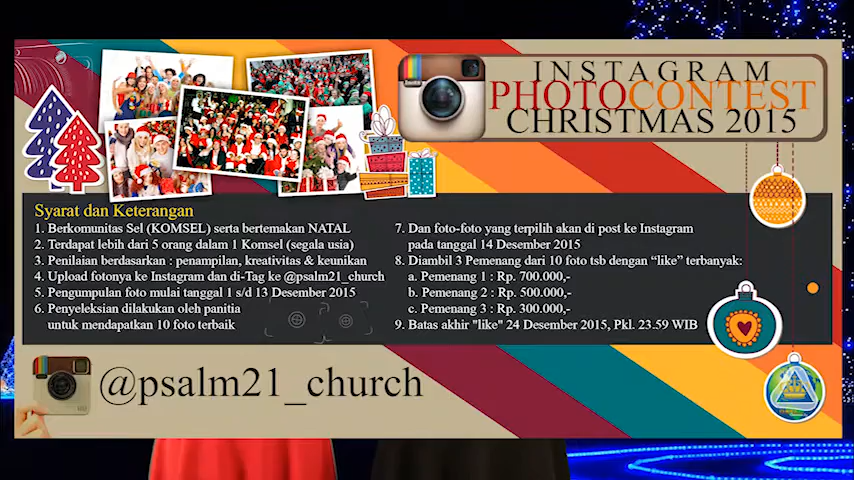 INSTAGRAM
PHOTOCONTEST
CHRISTMAS 2015
Syarat dan Keterangan
1. Berkomunitas Sel (KOMSEL) serta bertemakan NATAL
2. Terdapat lebih dari 5 orang dalam 1 Komsel (segala usia)
3. Penilaian berdasarkan : penampilan, kreativitas & keunikan
4. Upload fotonya ke Instagram dan di-Tag ke @psalm21_church
5. Pengumpulan foto mulai tanggal 1 s/d 13 Desember 2015
6. Penyeleksian dilakukan oleh panitia
untuk mendapatkan 10 foto terbaik
7. Dan foto-foto yang terpilih akan di post ke Instagram
pada tanggal 14 Desember 2015
8. Diambil 3 Pemenang dari 10 foto tsb dengan “like” terbanyak:
a. Pemenang 1 : Rp. 700.000,-
b. Pemenang 2 : Rp. 500.000,-
c. Pemenang 3 : Rp. 300.000,-
9. Batas akhir "like" 24 Desember 2015, Pkl. 23.59 WIB
@psalm21_church